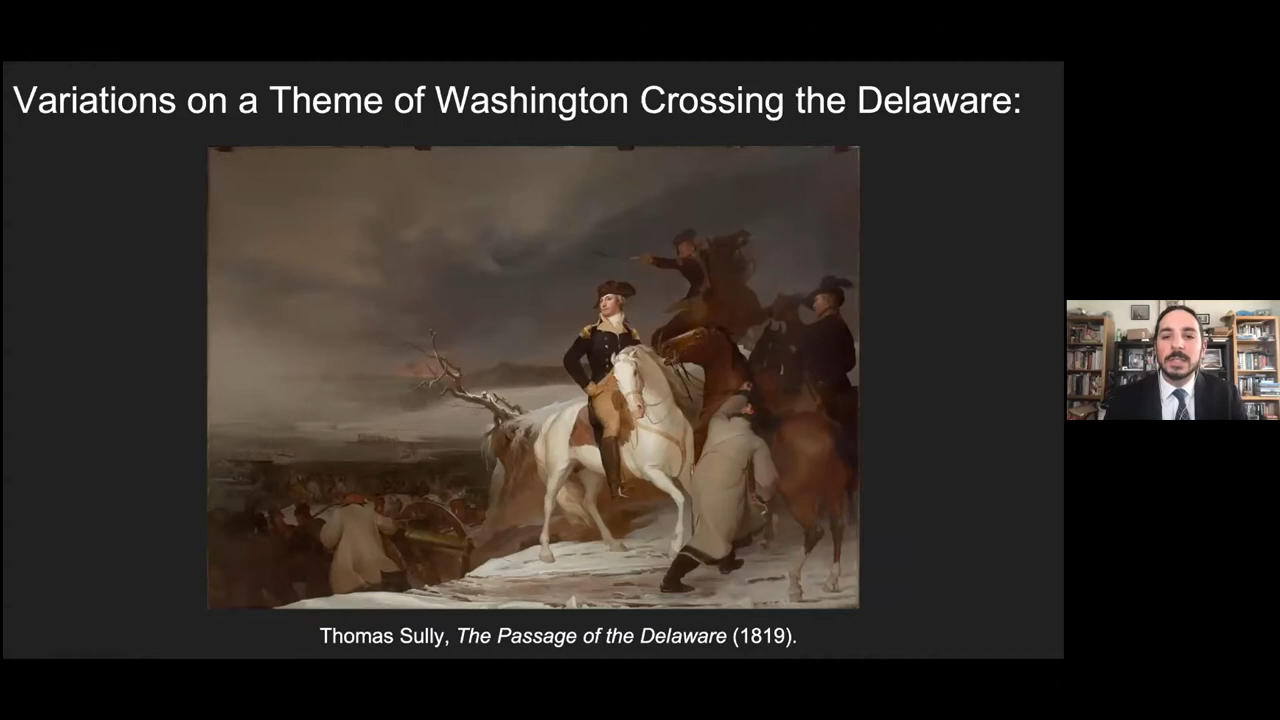 Variations on a Theme of Washington Crossing the Delaware:
Thomas Sully, The Passage of the Delaware (1819).